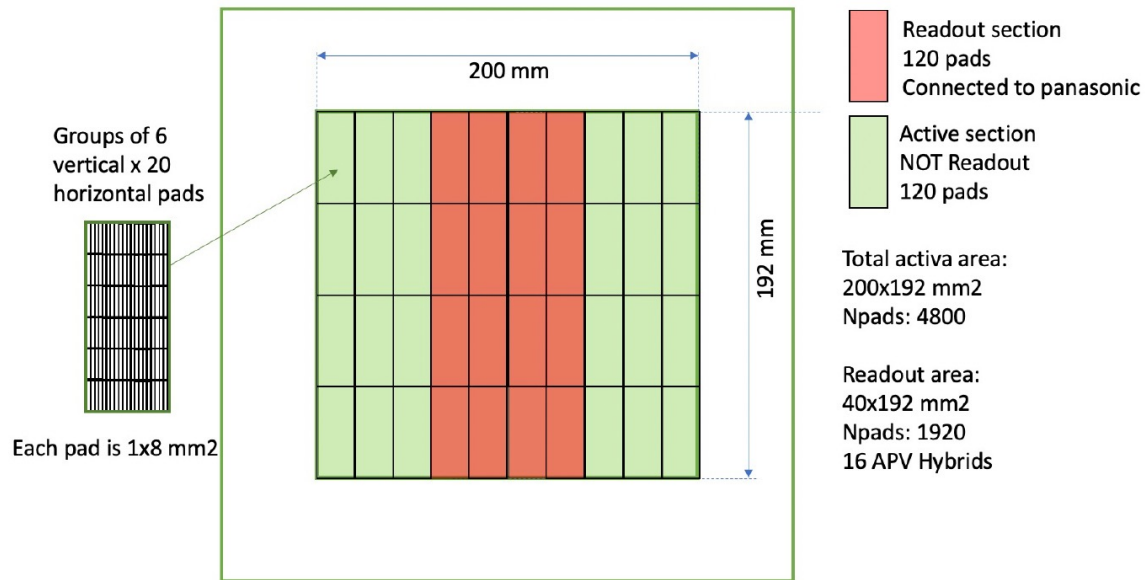 200 mm
192 mm
Groups of 6
vertical x 20
horizontal pads
Each pad is 1x8 mm2
Readout section
120 pads
Connected to panasonic
Active section
NOT Readout
120 pads
Total activa area:
200x192 mm2
Npads: 4800
Readout area:
40x192 mm2
Npads: 1920
16 APV Hybrids